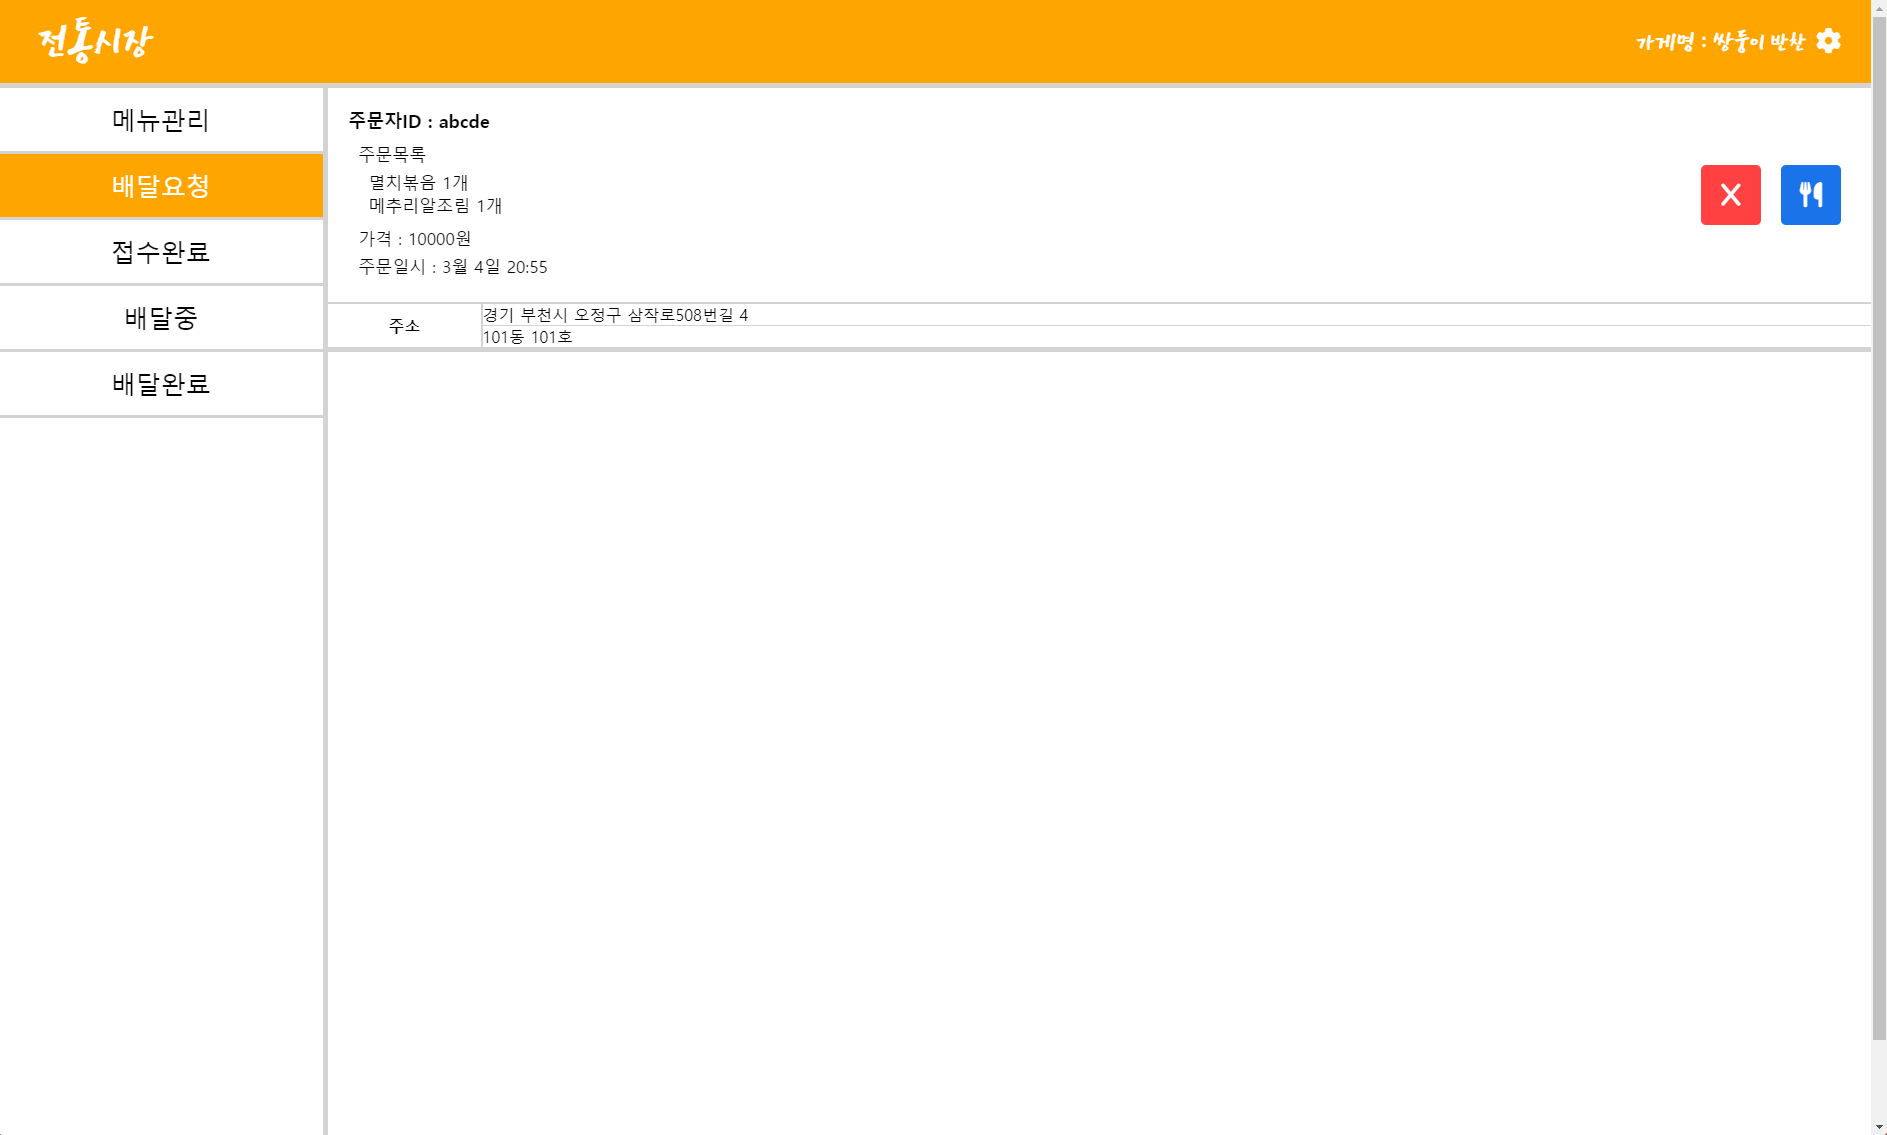 전통시장
가게명 : 쌍둥이 반찬
메뉴관리
배달요청
접수완료
배달중
배달완료
주문자ID : abcde
주문목록
멸치볶음 1개
메추리알조림 1개
가격 : 10000원
주문일시 : 3월 4일 20:55
주소
경기 부천시 오정구 삼작로508번길 4
101동 101호